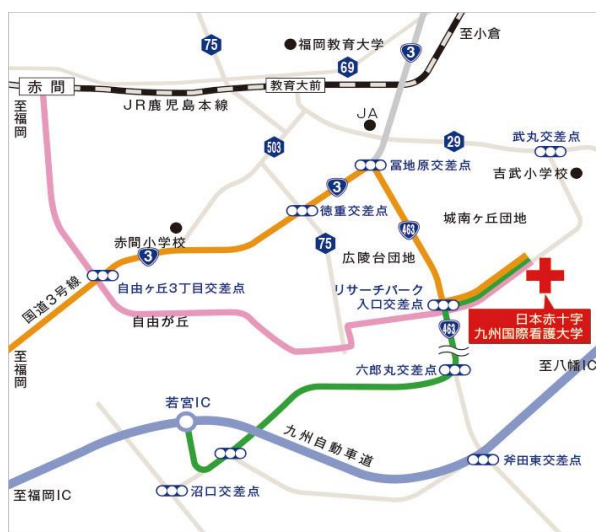 75
福岡教育大学
3
至小倉
69
赤間
教育大前
JR鹿児島本線
至福岡
JA
503
29
武丸交差点
冨地原交差点
吉武小学校
3
徳重交差点
463
城南ヶ丘団地
赤間小学校
75
広陵台団地
3
自由ヶ丘3丁目交差点
国道3号線
リサーチパーク
入口交差点
日本赤十字
九州国際看護大学
自由が丘
463
至福岡
六郎丸交差点
至八幡IC
若宮IC
九州自動車道
斧田東交差点
至福岡IC
沼口交差点